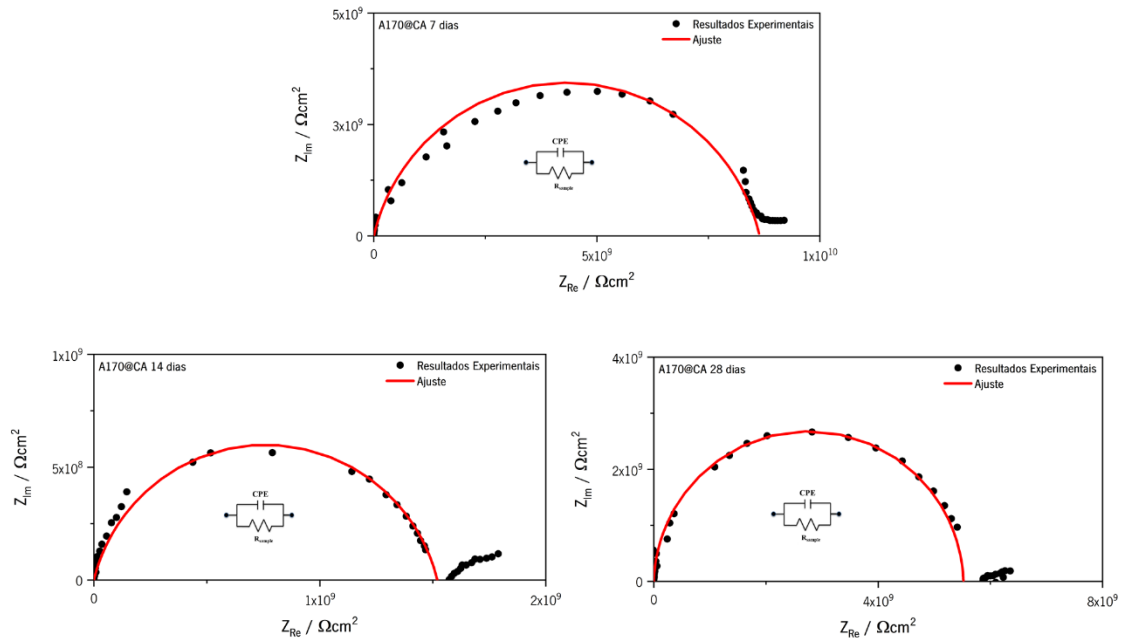 A170@CA 7 dias
Resultados Experimentais
Ajuste
5x10⁹
3x10⁹
0
Z_Im / Ωcm²
CPE
R_sample
0
5x10⁹
1x10¹⁰
Z_Re / Ωcm²
A170@CA 14 dias
Resultados Experimentais
Ajuste
1x10⁹
5x10⁸
0
Z_Im / Ωcm²
CPE
R_sample
0
1x10⁹
2x10⁹
Z_Re / Ωcm²
A170@CA 28 dias
Resultados Experimentais
Ajuste
4x10⁹
2x10⁹
0
Z_Im / Ωcm²
CPE
R_sample
0
4x10⁹
8x10⁹
Z_Re / Ωcm²